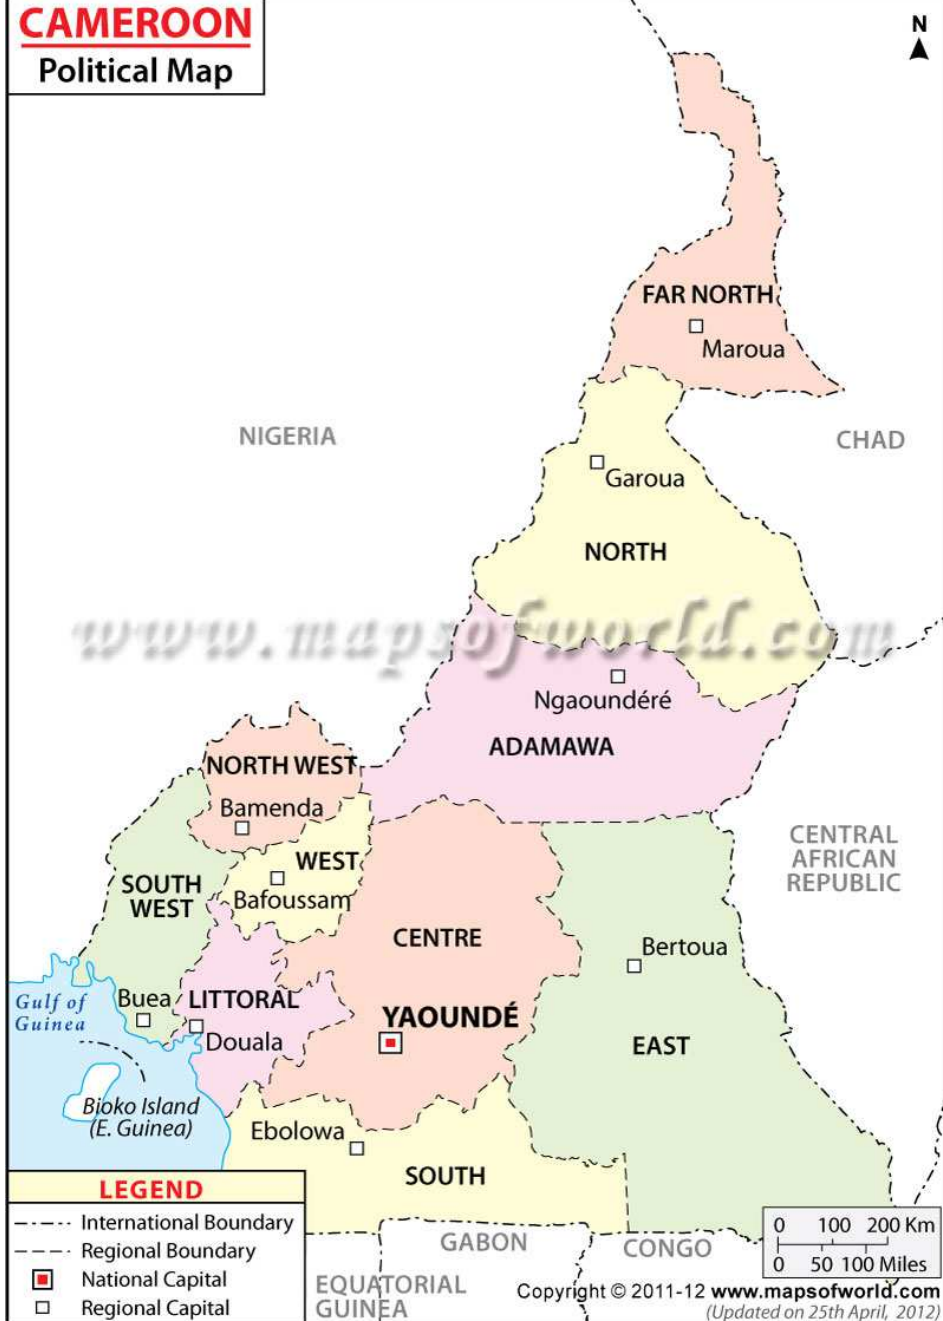 CAMEROON
Political Map
N
FAR NORTH
Maroua
NIGERIA
CHAD
Garoua
NORTH
www.mapsofworld.com
Ngaoundéré
ADAMAWA
NORTH WEST
Bamenda
CENTRAL
AFRICAN
REPUBLIC
WEST
SOUTH
WEST
Bafoussam
CENTRE
Bertoua
Gulf of
Guinea
Buea
LITTORAL
YAOUNDÉ
Douala
EAST
Bioko Island
(E. Guinea)
Ebolowa
SOUTH
LEGEND
International Boundary
Regional Boundary
National Capital
Regional Capital
GABON
CONGO
EQUATORIAL
GUINEA
0 100 200 Km
0 50 100 Miles
Copyright © 2011-12 www.mapsofworld.com
(Updated on 25th April, 2012)